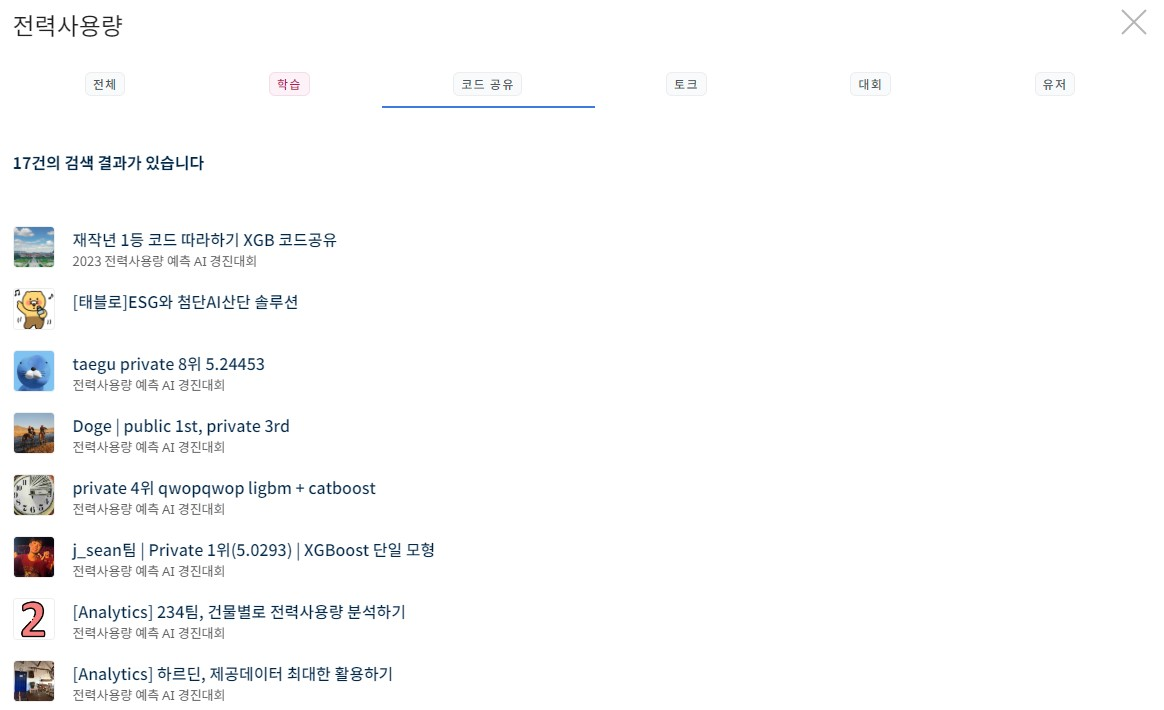 전력사용량
전체 학습 코드 공유 토크 대회 유저
17건의 검색 결과가 있습니다
재작년 1등 코드 따라하기 XGB 코드공유
2023 전력사용량 예측 AI 경진대회
[태블로]ESG와 첨단AI산단 솔루션
taegu private 8위 5.24453
전력사용량 예측 AI 경진대회
Doge | public 1st, private 3rd
전력사용량 예측 AI 경진대회
private 4위 qwopqwop ligbm + catboost
전력사용량 예측 AI 경진대회
j_sean팀 | Private 1위(5.0293) | XGBoost 단일 모형
전력사용량 예측 AI 경진대회
2
[Analytics] 234팀, 건물별로 전력사용량 분석하기
전력사용량 예측 AI 경진대회
[Analytics] 하르딘, 제공데이터 최대한 활용하기
전력사용량 예측 AI 경진대회